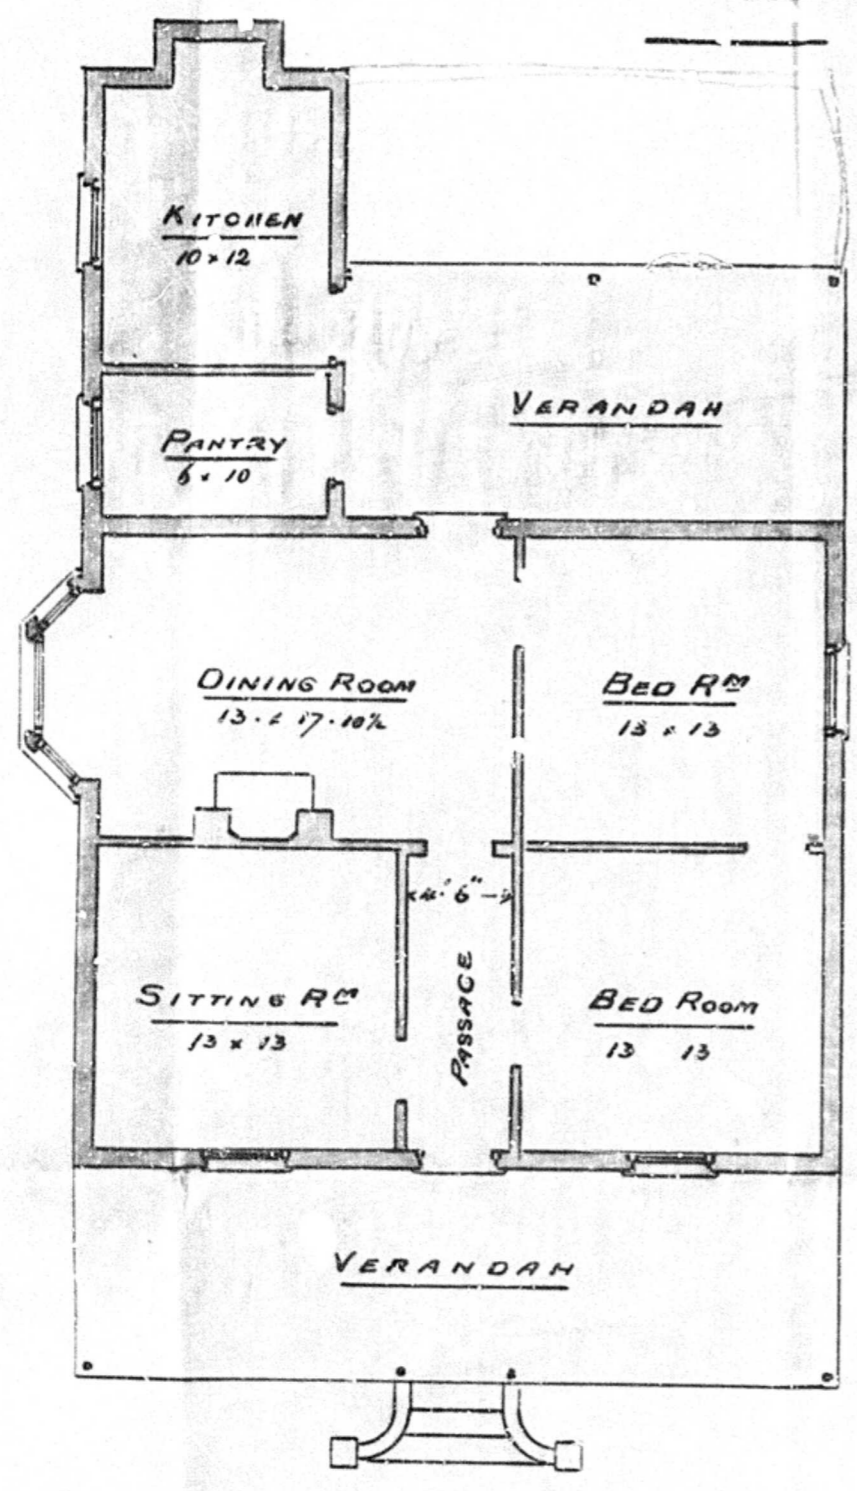 KITCHEN
10 x 12
VERANDAH
PANTRY
6 x 10
DINING ROOM
13 · x 17 · 10½
BED RM
13 x 13
4' 6"
PASSAGE
SITTING RM
13 x 13
BED ROOM
13 13
VERANDAH